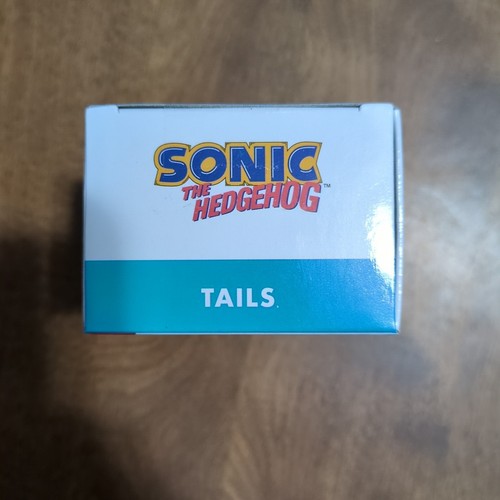 SONIC
THE
HEDGEHOG™
TAILS.